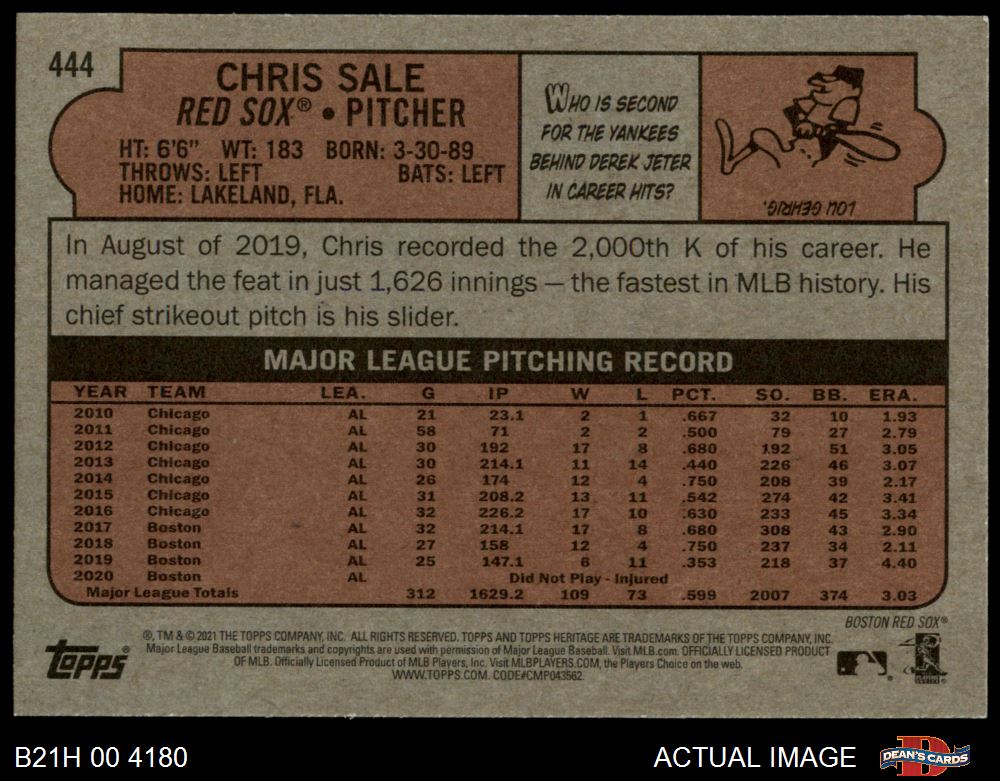 444
CHRIS SALE
RED SOX® • PITCHER
HT: 6'6" WT: 183 BORN: 3-30-89
THROWS: LEFT BATS: LEFT
HOME: LAKELAND, FLA.
WHO IS SECOND
FOR THE YANKEES
BEHIND DEREK JETER
IN CAREER HITS?
LOU GEHRIG.
In August of 2019, Chris recorded the 2,000th K of his career. He
managed the feat in just 1,626 innings — the fastest in MLB history. His
chief strikeout pitch is his slider.
MAJOR LEAGUE PITCHING RECORD
YEAR TEAM LEA. G IP W L PCT. SO. BB. ERA.
2010 Chicago AL 21 23.1 2 1 .667 32 10 1.93
2011 Chicago AL 58 71 2 2 .500 79 27 2.79
2012 Chicago AL 30 192 17 8 .680 192 51 3.05
2013 Chicago AL 30 214.1 11 14 .440 226 46 3.07
2014 Chicago AL 26 174 12 4 .750 208 39 2.17
2015 Chicago AL 31 208.2 13 11 .542 274 42 3.41
2016 Chicago AL 32 226.2 17 10 .630 233 45 3.34
2017 Boston AL 32 214.1 17 8 .680 308 43 2.90
2018 Boston AL 27 158 12 4 .750 237 34 2.11
2019 Boston AL 25 147.1 6 11 .353 218 37 4.40
2020 Boston AL Did Not Play - Injured
Major League Totals 312 1629.2 109 73 .599 2007 374 3.03
BOSTON RED SOX®
topps®
®, TM & © 2021 THE TOPPS COMPANY, INC. ALL RIGHTS RESERVED. TOPPS AND TOPPS HERITAGE ARE TRADEMARKS OF THE TOPPS COMPANY, INC.
Major League Baseball trademarks and copyrights are used with permission of Major League Baseball. Visit MLB.com. OFFICIALLY LICENSED PRODUCT
OF MLB. Officially Licensed Product of MLB Players, Inc. Visit MLBPLAYERS.COM, the Players Choice on the web.
WWW.TOPPS.COM. CODE#CMP043562.
B21H 00 4180
ACTUAL IMAGE
DEAN'S CARDS